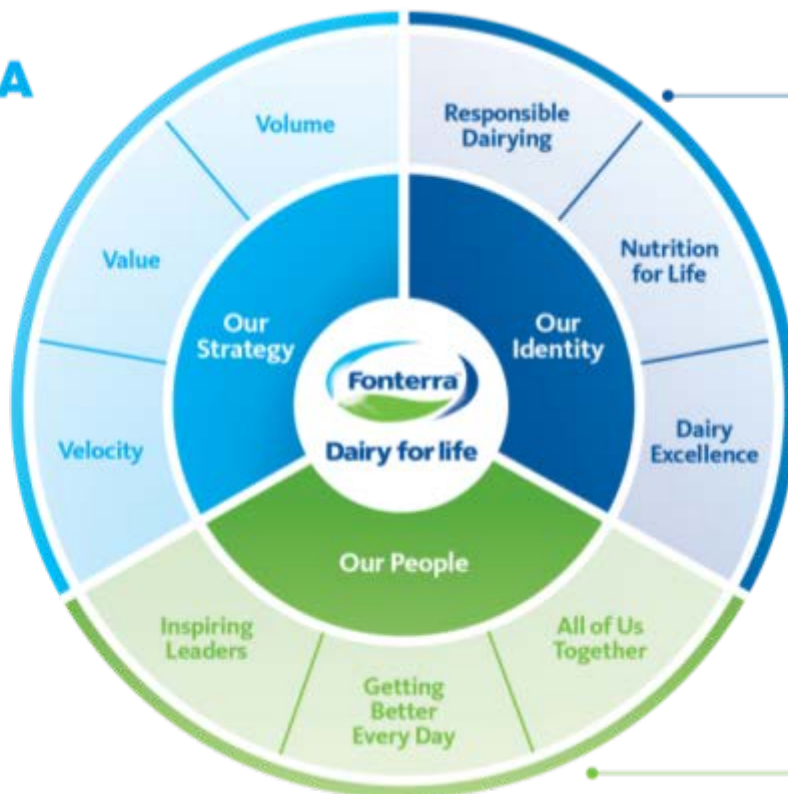 A
Volume
Responsible
Dairying
Value
Nutrition
for Life
Our
Strategy
Our
Identity
Fonterra
Dairy for life
Velocity
Dairy
Excellence
Our People
Inspiring
Leaders
All of Us
Together
Getting
Better
Every Day